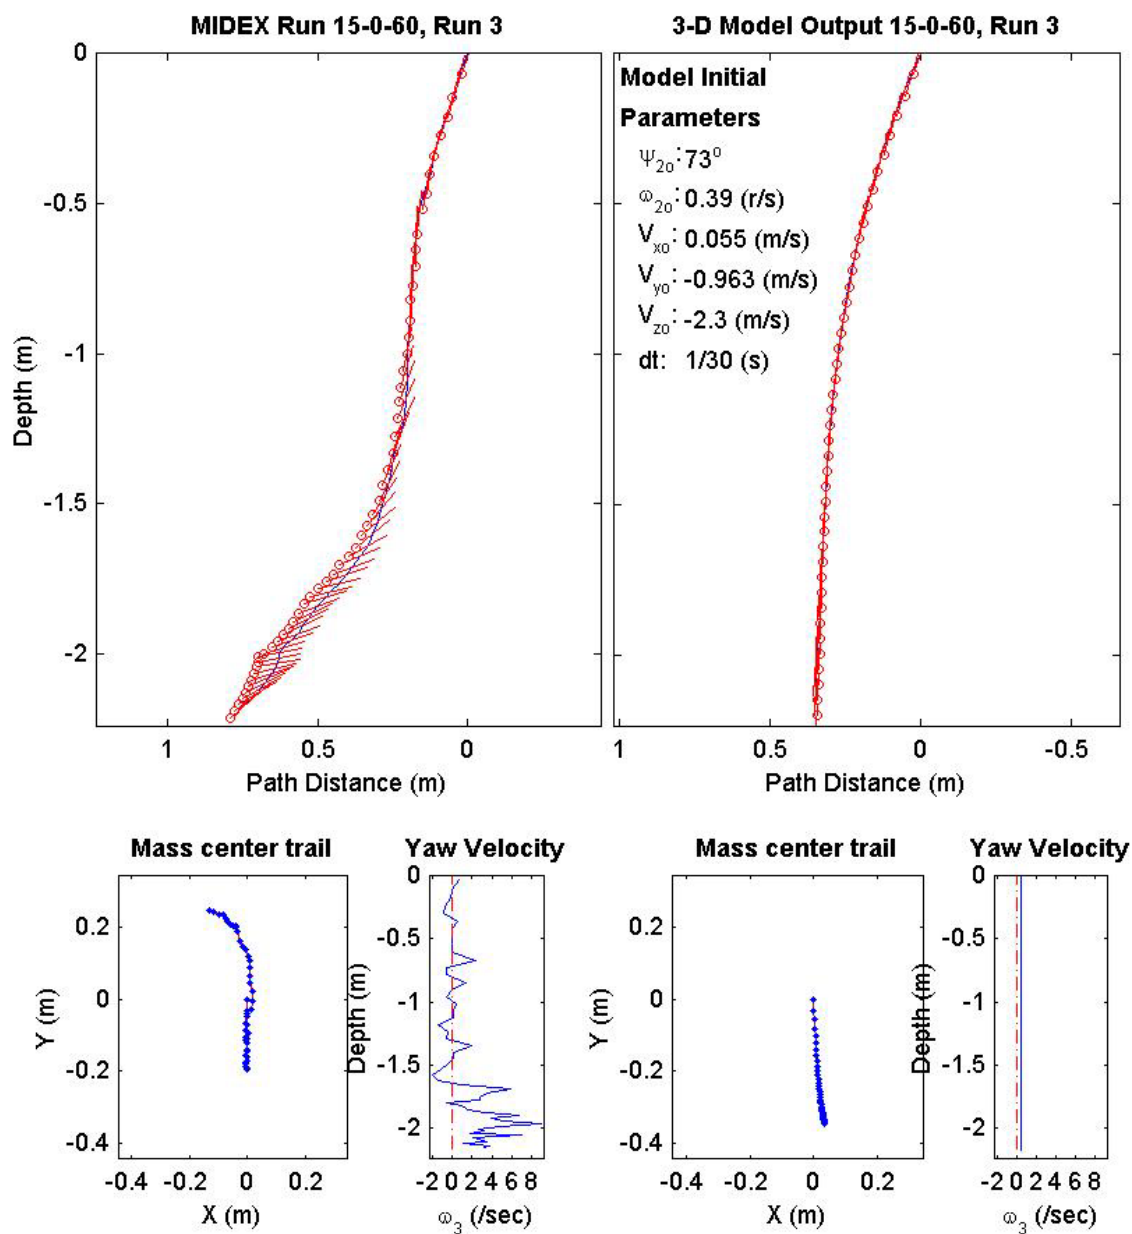 MIDEX Run 15-0-60, Run 3
3-D Model Output 15-0-60, Run 3
0
-0.5
-1
-1.5
-2
Depth (m)
1 0.5 0
Path Distance (m)
Model Initial
Parameters
Ψ2o: 73o
ω2o: 0.39 (r/s)
Vxo: 0.055 (m/s)
Vyo: -0.963 (m/s)
Vzo: -2.3 (m/s)
dt: 1/30 (s)
1 0.5 0 -0.5
Path Distance (m)
Mass center trail
0.2
0
-0.2
-0.4
Y (m)
-0.4 -0.2 0 0.2
X (m)
Yaw Velocity
0
-0.5
-1
-1.5
-2
Depth (m)
-2 0 2 4 6 8
ω3 (/sec)
Mass center trail
0.2
0
-0.2
-0.4
Y (m)
-0.4 -0.2 0 0.2
X (m)
Yaw Velocity
0
-0.5
-1
-1.5
-2
Depth (m)
-2 0 2 4 6 8
ω3 (/sec)